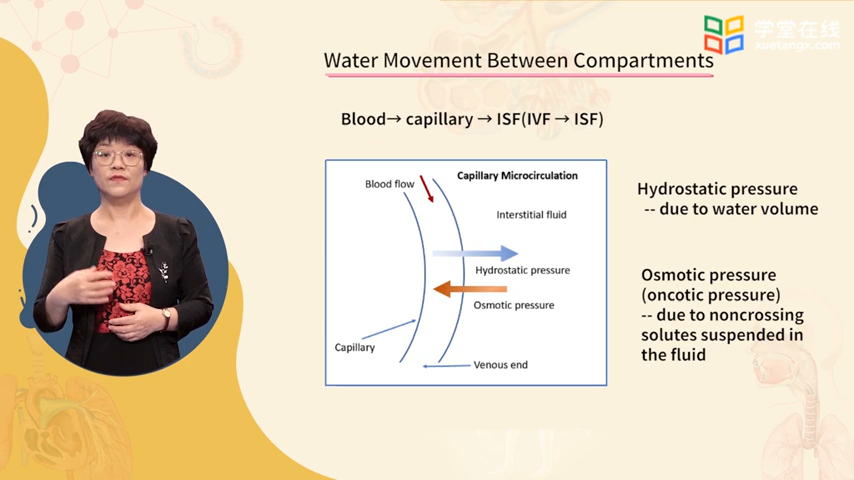 学堂在线
xuetangx.com
Water Movement Between Compartments
Blood→ capillary → ISF(IVF → ISF)
Capillary Microcirculation
Blood flow
Interstitial fluid
Hydrostatic pressure
Osmotic pressure
Capillary
Venous end
Hydrostatic pressure
-- due to water volume
Osmotic pressure
(oncotic pressure)
-- due to noncrossing
solutes suspended in
the fluid